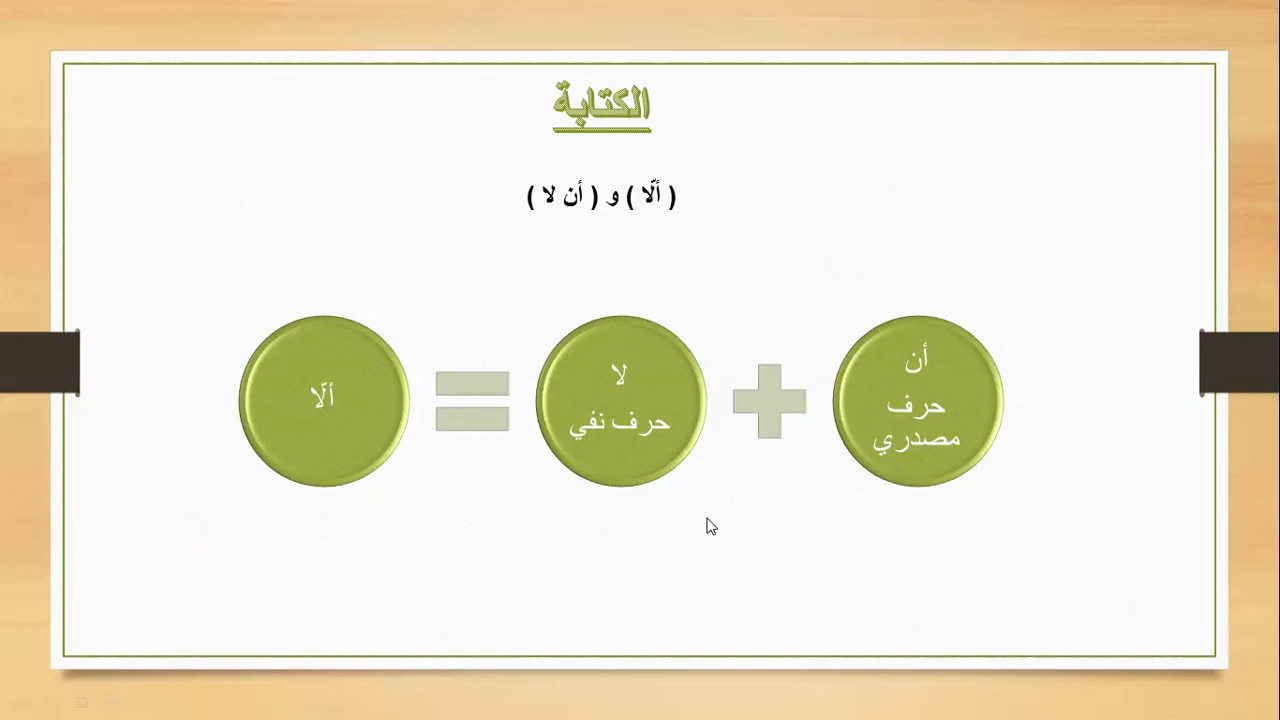 الكتابة
( ألّا ) و ( أن لا )
أن
حرف
مصدري
لا
حرف نفي
ألّا